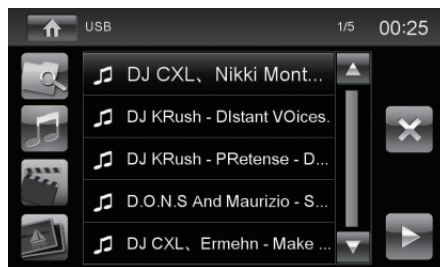 USB 1/5 00:25
DJ CXL、Nikki Mont...
DJ KRush - DIstant VOices.
DJ KRush - PRetense - D...
D.O.N.S And Maurizio - S...
DJ CXL、Ermehn - Make ...